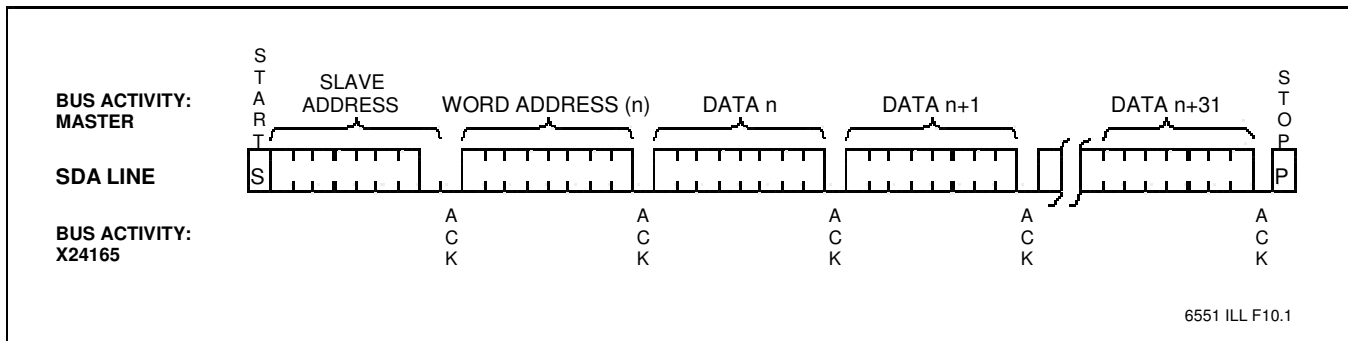 START
SLAVE
ADDRESS
WORD ADDRESS (n)
DATA n
DATA n+1
DATA n+31
STOP
BUS ACTIVITY:
MASTER
SDA LINE
S
P
BUS ACTIVITY:
X24165
ACK
ACK
ACK
ACK
ACK
6551 ILL F10.1